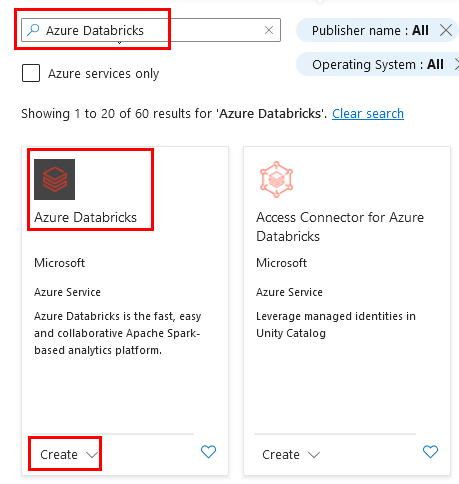 Azure Databricks
Publisher name : All
Azure services only
Operating System : All
Showing 1 to 20 of 60 results for 'Azure Databricks'. Clear search
Azure Databricks
Microsoft
Azure Service
Azure Databricks is the fast, easy
and collaborative Apache Spark-
based analytics platform.
Create
Access Connector for Azure
Databricks
Microsoft
Azure Service
Leverage managed identities in
Unity Catalog
Create